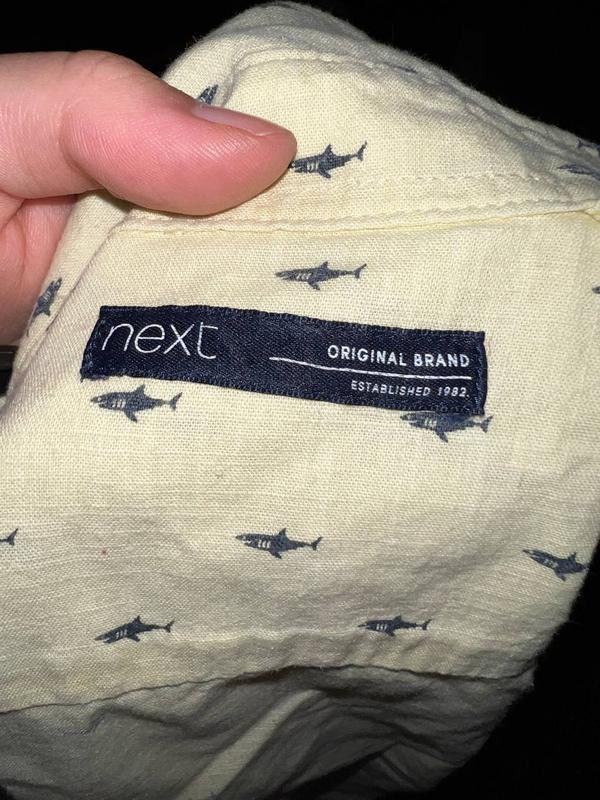 next
ORIGINAL BRAND
ESTABLISHED 1982.